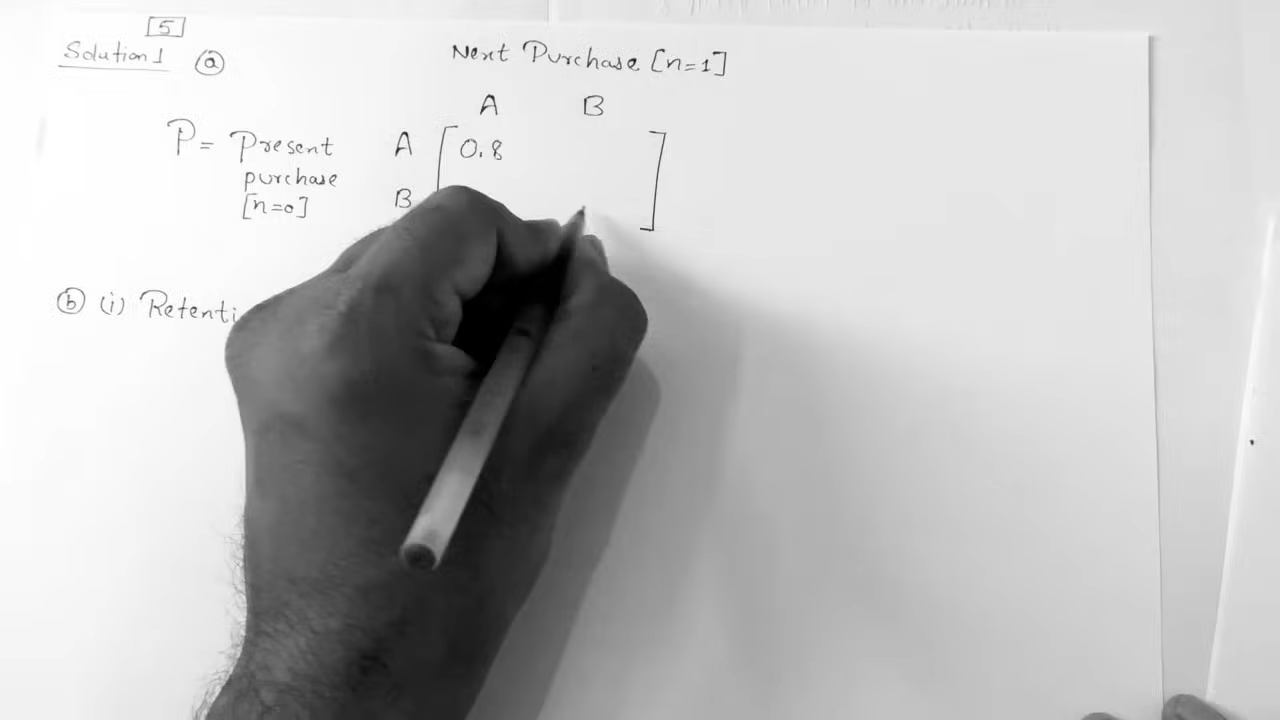 5
Solution 1 (a) Next Purchase [n=1]
A B
P = Present A [0.8 ]
purchase
[n=0] B
(b) (i) Retenti